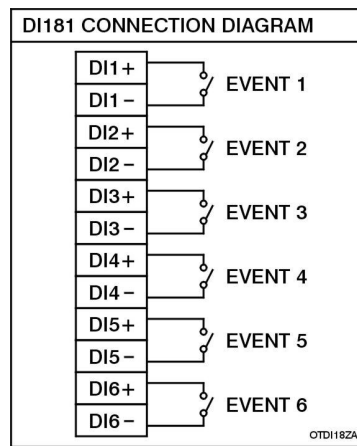 DI181 CONNECTION DIAGRAM
DI1+
DI1-
EVENT 1
DI2+
DI2-
EVENT 2
DI3+
DI3-
EVENT 3
DI4+
DI4-
EVENT 4
DI5+
DI5-
EVENT 5
DI6+
DI6-
EVENT 6
OTDI18ZA